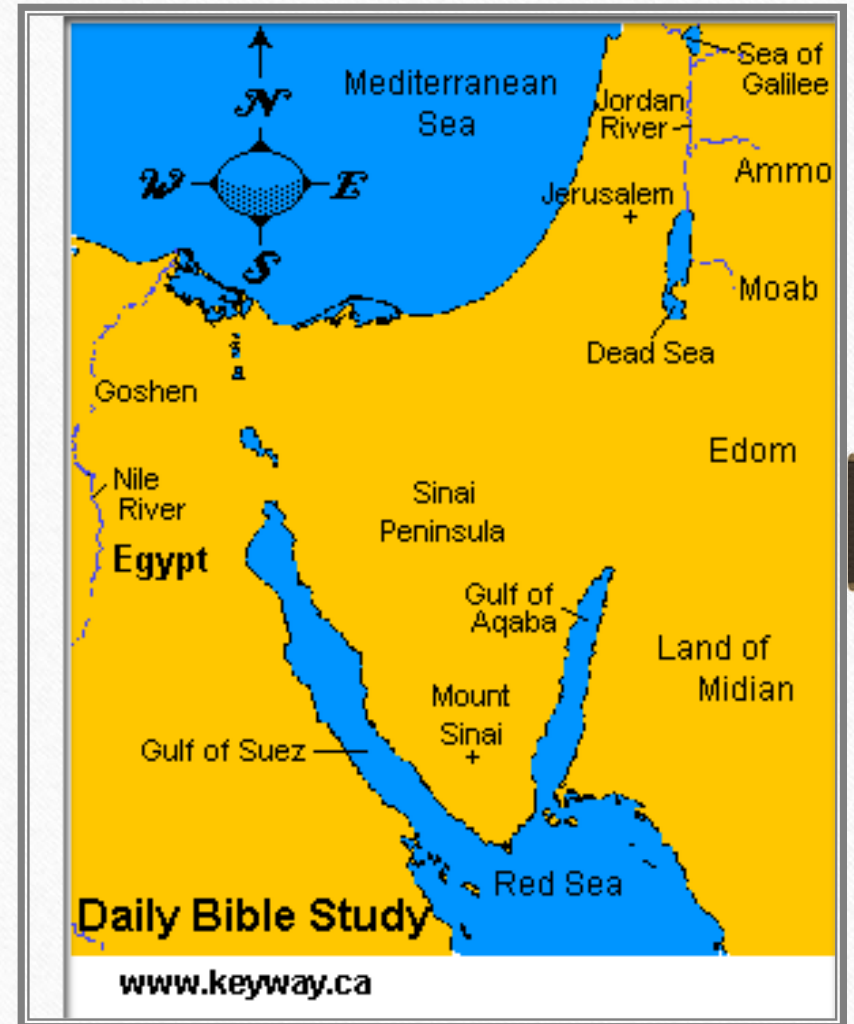 N
W
E
S
Mediterranean
Sea
Sea of
Galilee
Jordan
River
Ammo
Jerusalem
Moab
Dead Sea
Goshen
Edom
Nile
River
Sinai
Peninsula
Egypt
Gulf of
Aqaba
Land of
Midian
Mount
Sinai
Gulf of Suez
Red Sea
Daily Bible Study
www.keyway.ca